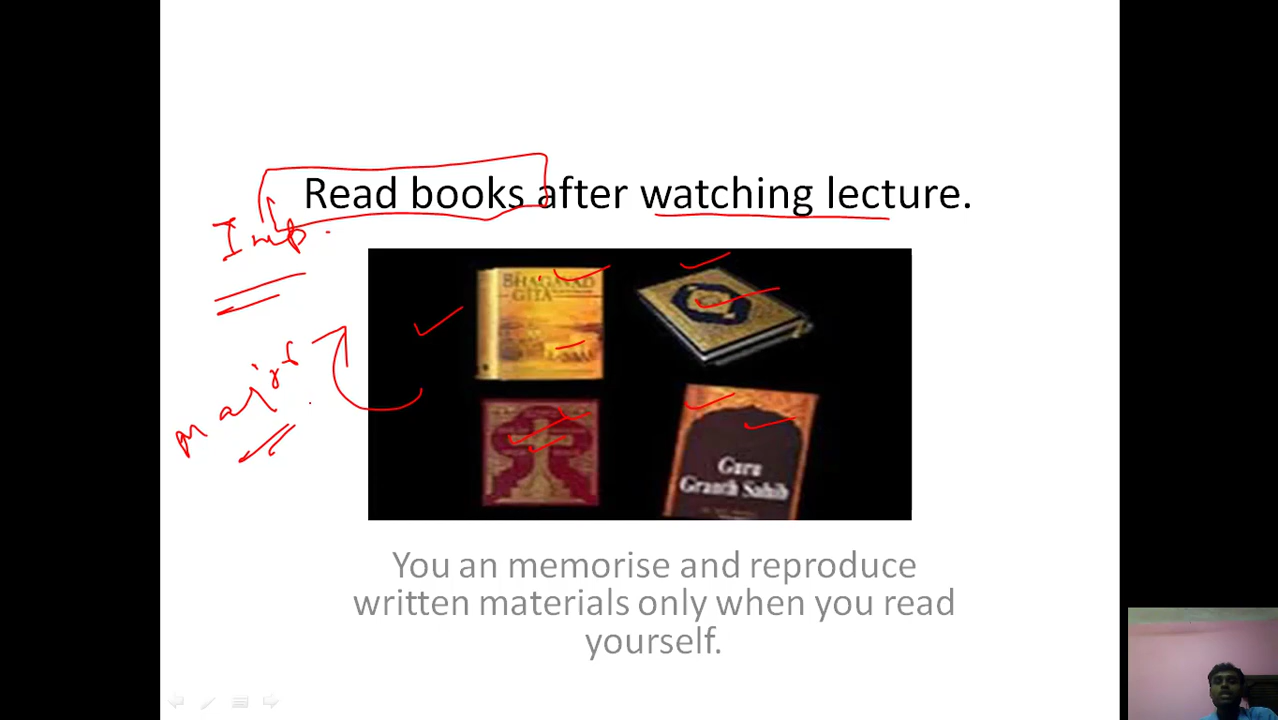 Read books after watching lecture.
Imp.
BHAGAVAD
GITA
major
Guru
Granth Sahib
You an memorise and reproduce
written materials only when you read
yourself.